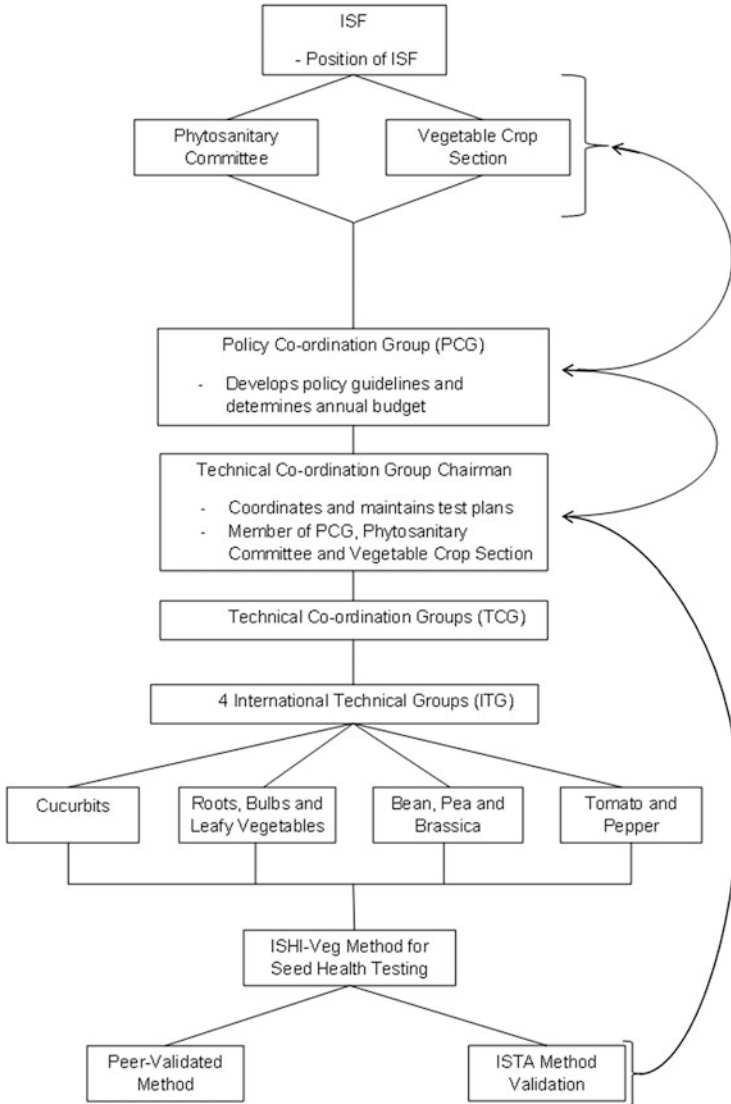 ISF
- Position of ISF
Phytosanitary
Committee
Vegetable Crop
Section
Policy Co-ordination Group (PCG)
- Develops policy guidelines and
determines annual budget
Technical Co-ordination Group Chairman
- Coordinates and maintains test plans
- Member of PCG, Phytosanitary
Committee and Vegetable Crop Section
Technical Co-ordination Groups (TCG)
4 International Technical Groups (ITG)
Cucurbits
Roots, Bulbs and
Leafy Vegetables
Bean, Pea and
Brassica
Tomato and
Pepper
ISHI-Veg Method for
Seed Health Testing
Peer-Validated
Method
ISTA Method
Validation